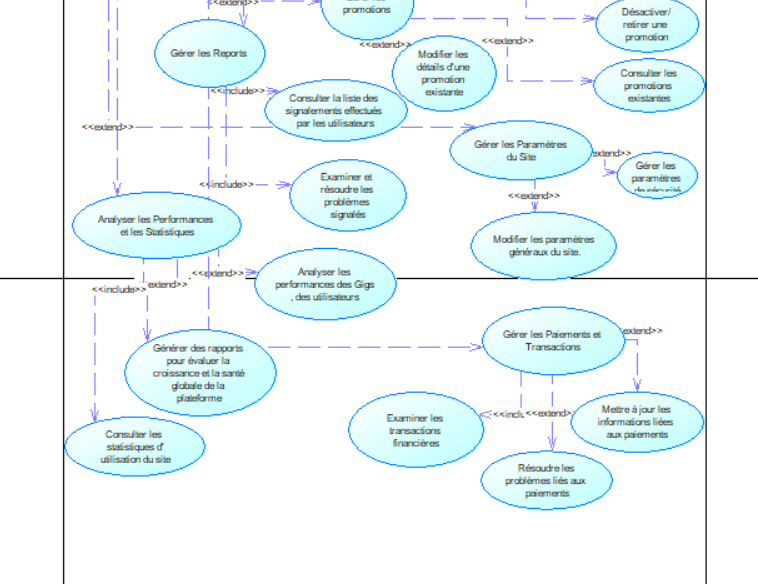 <<extend>>
promotions
Désactiver/
retirer une
promotion
Gérer les Reports
<<extend>>
<<extend>>
Modifier les
détails d'une
promotion
existante
Consulter les
promotions
existantes
<<include>>
Consulter la liste des
signalements effectués
par les utilisateurs
<<extend>>
Gérer les Paramètres
du Site
extend>>
Gérer les
paramètres
de sécurité
<<include>>
Examiner et
résoudre les
problèmes
signalés
<<extend>>
Analyser les Performances
et les Statistiques
Modifier les paramètres
généraux du site.
<<extend>>
Analyser les
performances des Gigs
, des utilisateurs
<<include>>
extend>>
Générer des rapports
pour évaluer la
croissance et la santé
globale de la
plateforme
Gérer les Paiements et
Transactions
extend>>
Consulter les
statistiques d'
utilisation du site
Examiner les
transactions
financières
<<incl
<<extend>>
Mettre à jour les
informations liées
aux paiements
Résoudre les
problèmes liés aux
paiements